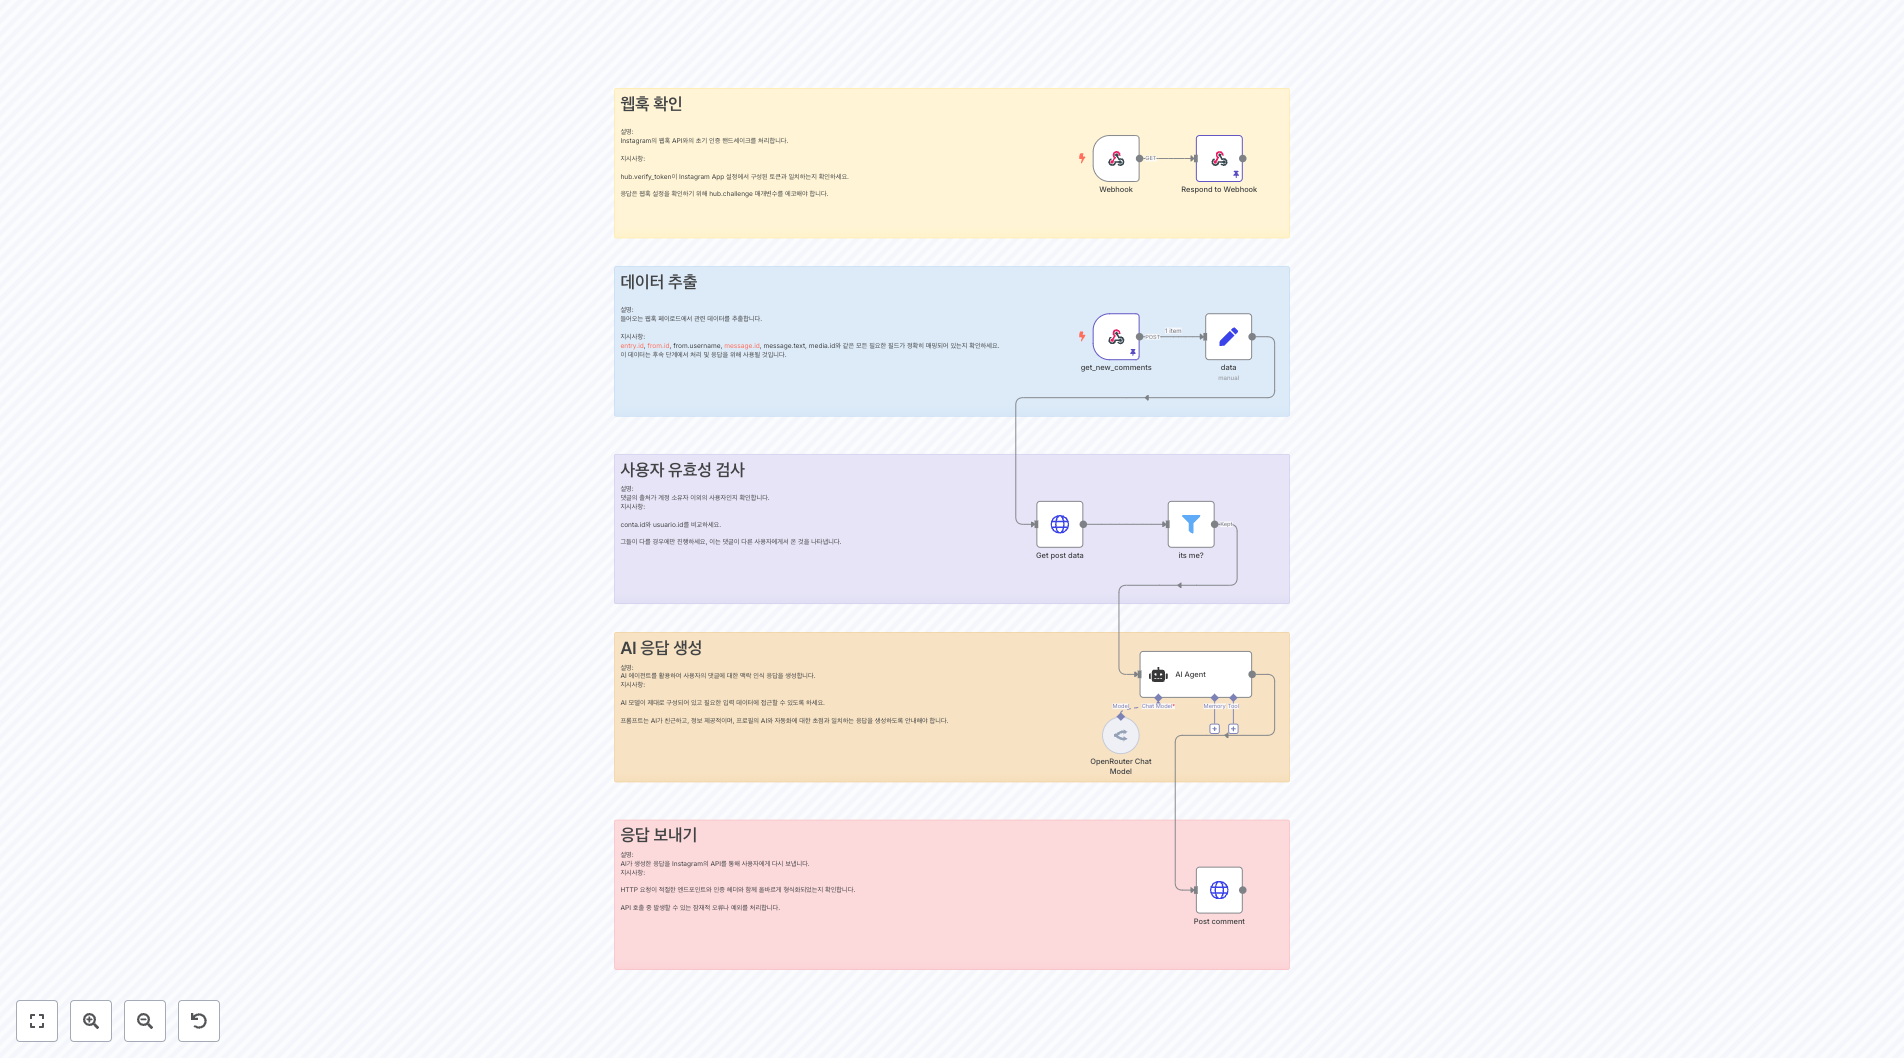 웹훅 확인
설명:
Instagram의 웹훅 API와의 초기 인증 핸드셰이크를 처리합니다.
지시사항:
hub.verify_token이 Instagram App 설정에서 구성된 토큰과 일치하는지 확인하세요.
응답은 웹훅 설정을 확인하기 위해 hub.challenge 매개변수를 에코해야 합니다.
GET
Webhook
Respond to Webhook
데이터 추출
설명:
들어오는 웹훅 페이로드에서 관련 데이터를 추출합니다.
지시사항:
entry.id, from.id, from.username, message.id, message.text, media.id와 같은 모든 필요한 필드가 정확히 매핑되어 있는지 확인하세요.
이 데이터는 후속 단계에서 처리 및 응답을 위해 사용될 것입니다.
POST
1 item
get_new_comments
data
manual
사용자 유효성 검사
설명:
댓글의 출처가 계정 소유자 이외의 사용자인지 확인합니다.
지시사항:
conta.id와 usuario.id를 비교하세요.
그들이 다를 경우에만 진행하세요, 이는 댓글이 다른 사용자에게서 온 것을 나타냅니다.
Kept
Get post data
its me?
AI 응답 생성
설명:
AI 에이전트를 활용하여 사용자의 댓글에 대한 맥락 인식 응답을 생성합니다.
지시사항:
AI 모델이 제대로 구성되어 있고 필요한 입력 데이터에 접근할 수 있도록 하세요.
프롬프트는 AI가 친근하고, 정보 제공적이며, 프로필의 AI와 자동화에 대한 초점과 일치하는 응답을 생성하도록 안내해야 합니다.
AI Agent
Model
Chat Model*
Memory
Tool
OpenRouter Chat
Model
응답 보내기
설명:
AI가 생성한 응답을 Instagram의 API를 통해 사용자에게 다시 보냅니다.
지시사항:
HTTP 요청이 적절한 엔드포인트와 인증 헤더와 함께 올바르게 형식화되었는지 확인합니다.
API 호출 중 발생할 수 있는 잠재적 오류나 예외를 처리합니다.
Post comment